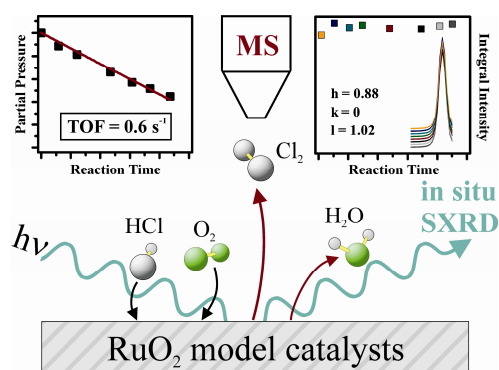 Partial Pressure
TOF = 0.6 s⁻¹
Reaction Time
MS
h = 0.88
k = 0
l = 1.02
Integral Intensity
Reaction Time
Cl₂
in situ
SXRD
hν
HCl
O₂
H₂O
RuO₂ model catalysts